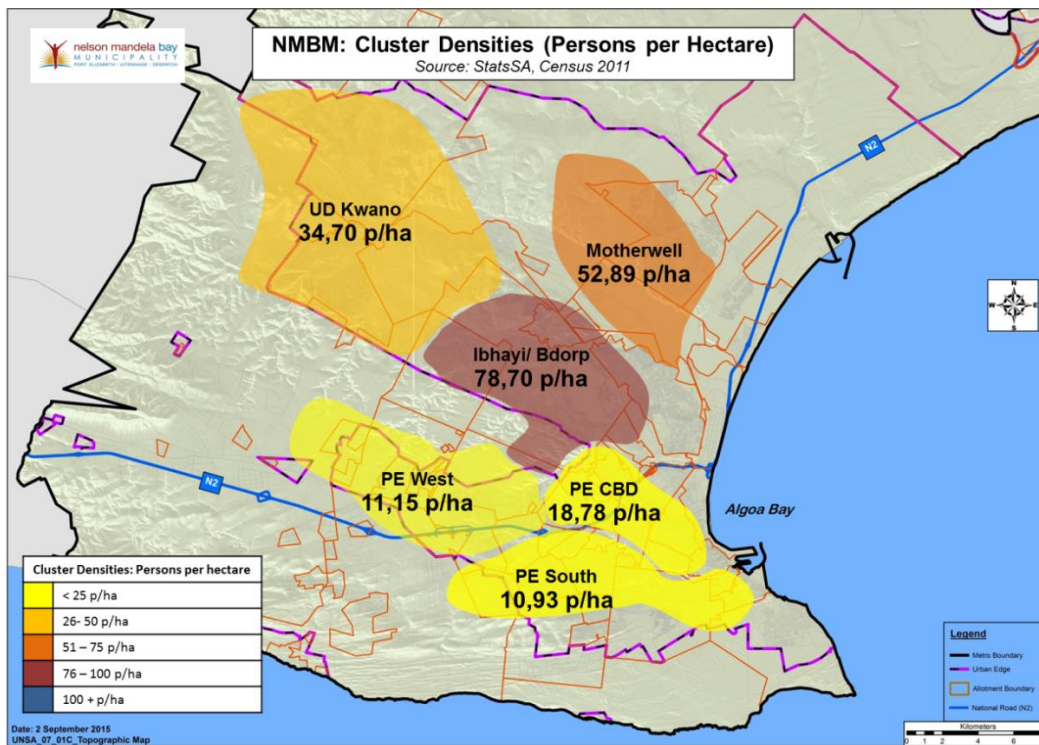 nelson mandela bay
MUNICIPALITY
PORT ELIZABETH | UITENHAGE | DESPATCH
NMBM: Cluster Densities (Persons per Hectare)
Source: StatsSA, Census 2011
N2
UD Kwano
34,70 p/ha
Motherwell
52,89 p/ha
N
W E
S
Ibhayi/ Bdorp
78,70 p/ha
PE West
11,15 p/ha
N2
PE CBD
18,78 p/ha
Algoa Bay
PE South
10,93 p/ha
Cluster Densities: Persons per hectare
< 25 p/ha
26- 50 p/ha
51 – 75 p/ha
76 – 100 p/ha
100 + p/ha
Legend
Metro Boundary
Urban Edge
Allotment Boundary
National Road (N2)
Kilometers
0 1 2 4 6
Date: 2 September 2015
UNSA_07_01C_Topographic Map